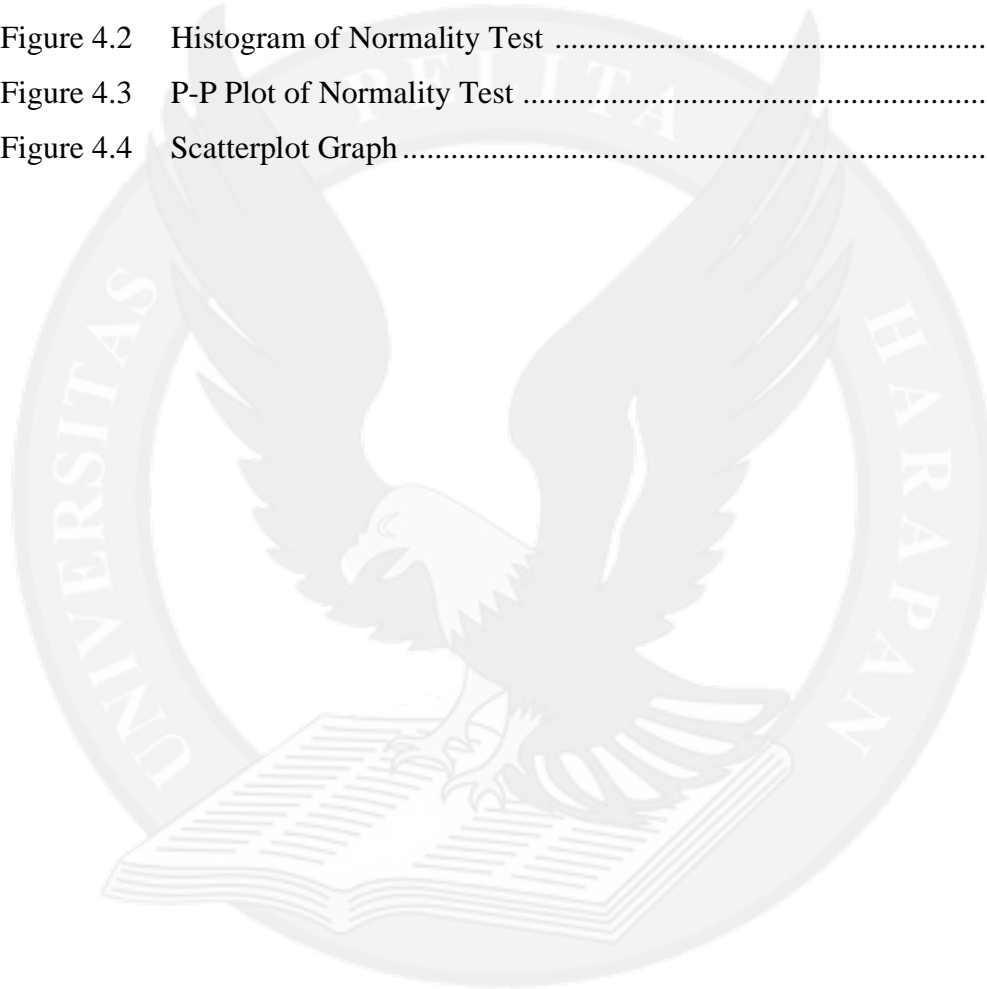 Figure 4.2 Histogram of Normality Test ......................................................
Figure 4.3 P-P Plot of Normality Test ..........................................................
Figure 4.4 Scatterplot Graph .........................................................................
UNIVERSITAS PELITA HARAPAN